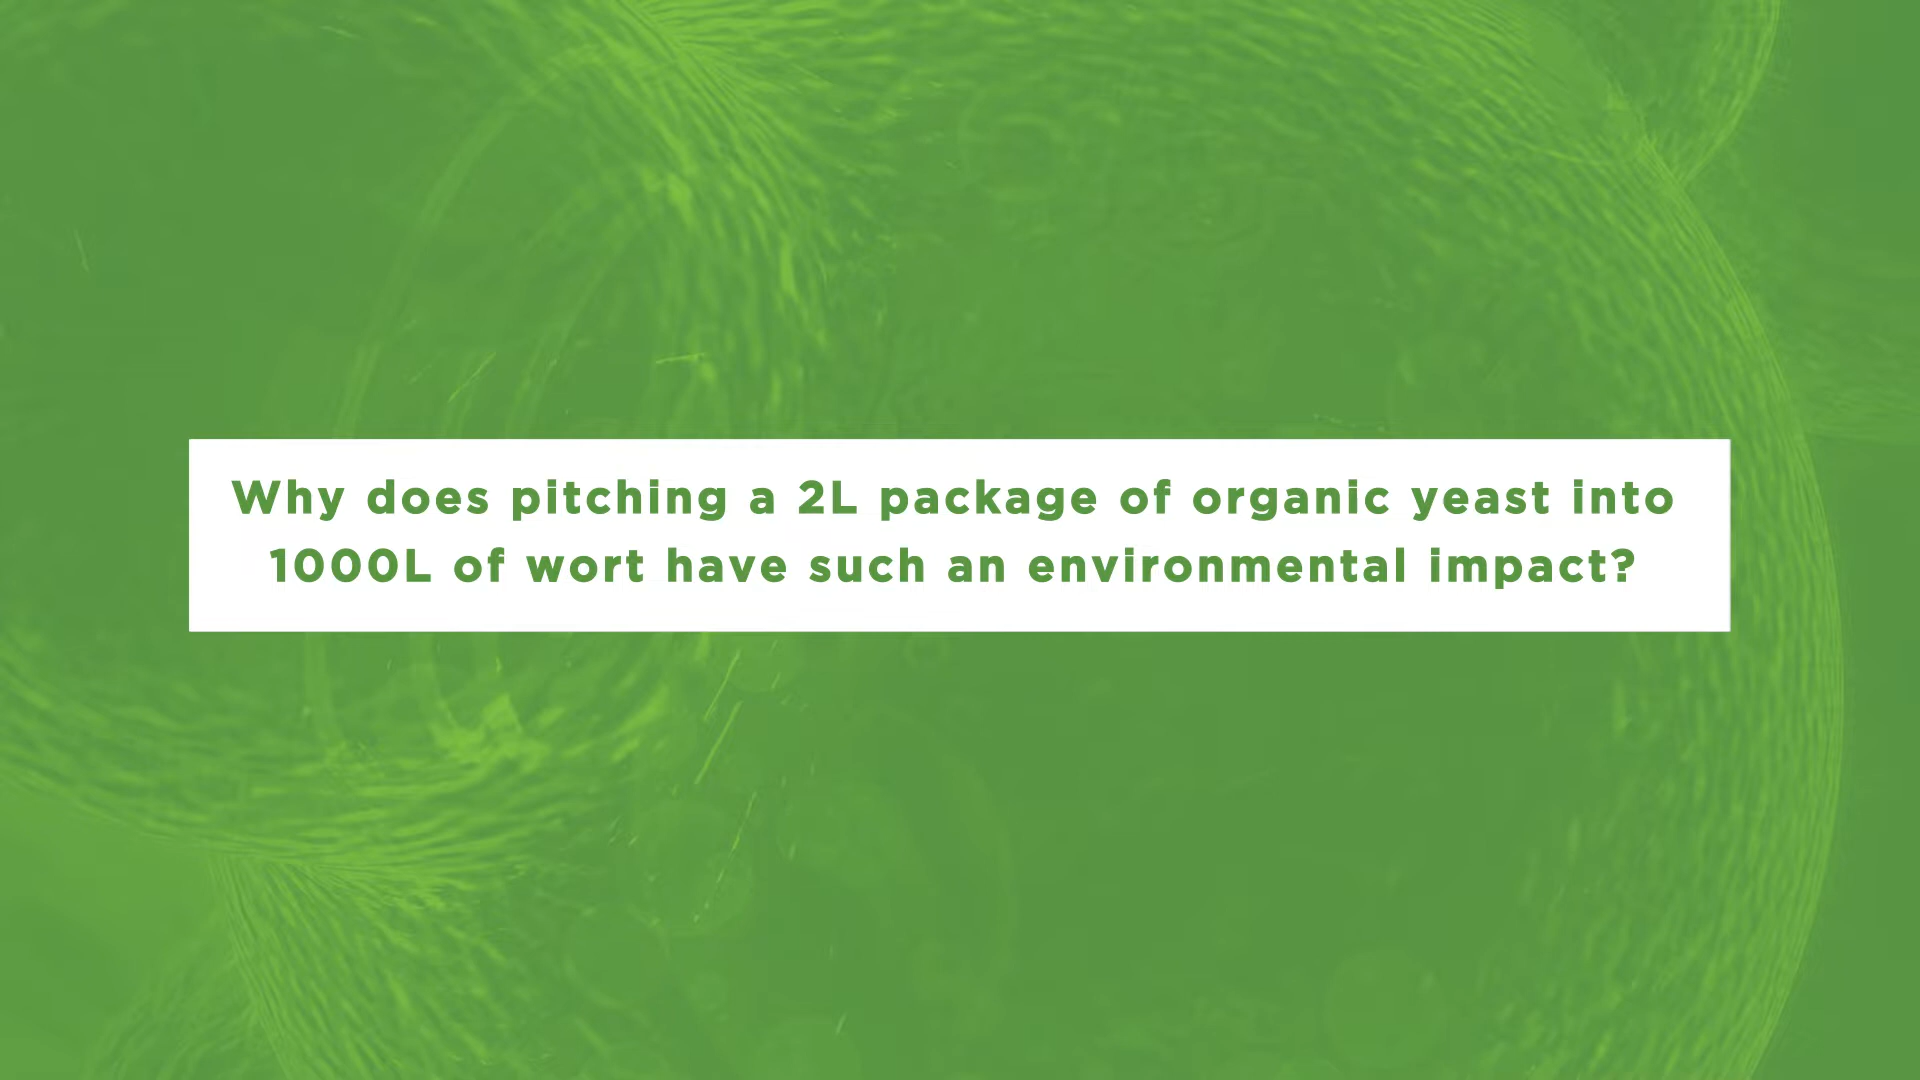 Why does pitching a 2L package of organic yeast into
1000L of wort have such an environmental impact?